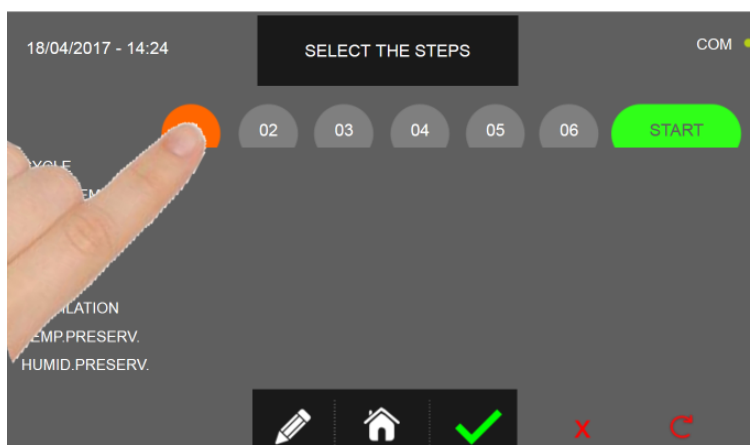 18/04/2017 - 14:24
SELECT THE STEPS
COM
02 03 04 05 06 START
HUMID.PRESERV.